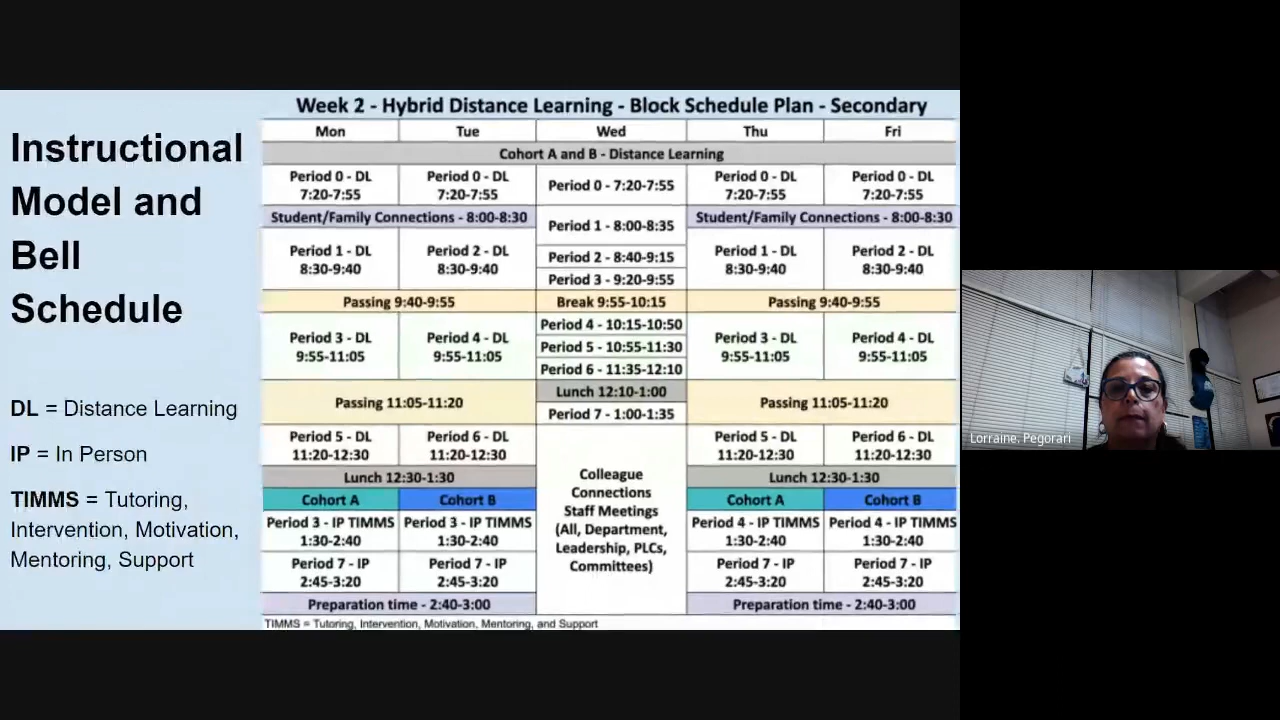 Instructional
Model and
Bell
Schedule
DL = Distance Learning
IP = In Person
TIMMS = Tutoring,
Intervention, Motivation,
Mentoring, Support
Week 2 - Hybrid Distance Learning - Block Schedule Plan - Secondary
Mon Tue Wed Thu Fri
Cohort A and B - Distance Learning
Period 0 - DL
7:20-7:55
Period 0 - DL
7:20-7:55
Period 0 - 7:20-7:55
Period 0 - DL
7:20-7:55
Period 0 - DL
7:20-7:55
Student/Family Connections - 8:00-8:30
Period 1 - 8:00-8:35
Student/Family Connections - 8:00-8:30
Period 1 - DL
8:30-9:40
Period 2 - DL
8:30-9:40
Period 2 - 8:40-9:15
Period 3 - 9:20-9:55
Period 1 - DL
8:30-9:40
Period 2 - DL
8:30-9:40
Passing 9:40-9:55
Break 9:55-10:15
Passing 9:40-9:55
Period 3 - DL
9:55-11:05
Period 4 - DL
9:55-11:05
Period 4 - 10:15-10:50
Period 5 - 10:55-11:30
Period 6 - 11:35-12:10
Period 3 - DL
9:55-11:05
Period 4 - DL
9:55-11:05
Passing 11:05-11:20
Lunch 12:10-1:00
Period 7 - 1:00-1:35
Passing 11:05-11:20
Period 5 - DL
11:20-12:30
Period 6 - DL
11:20-12:30
Colleague
Connections
Staff Meetings
(All, Department,
Leadership, PLCs,
Committees)
Period 5 - DL
11:20-12:30
Period 6 - DL
11:20-12:30
Lunch 12:30-1:30
Lunch 12:30-1:30
Cohort A
Cohort B
Cohort A
Cohort B
Period 3 - IP TIMMS
1:30-2:40
Period 3 - IP TIMMS
1:30-2:40
Period 4 - IP TIMMS
1:30-2:40
Period 4 - IP TIMMS
1:30-2:40
Period 7 - IP
2:45-3:20
Period 7 - IP
2:45-3:20
Period 7 - IP
2:45-3:20
Period 7 - IP
2:45-3:20
Preparation time - 2:40-3:00
Preparation time - 2:40-3:00
TIMMS = Tutoring, Intervention, Motivation, Mentoring, and Support
Lorraine. Pegorari